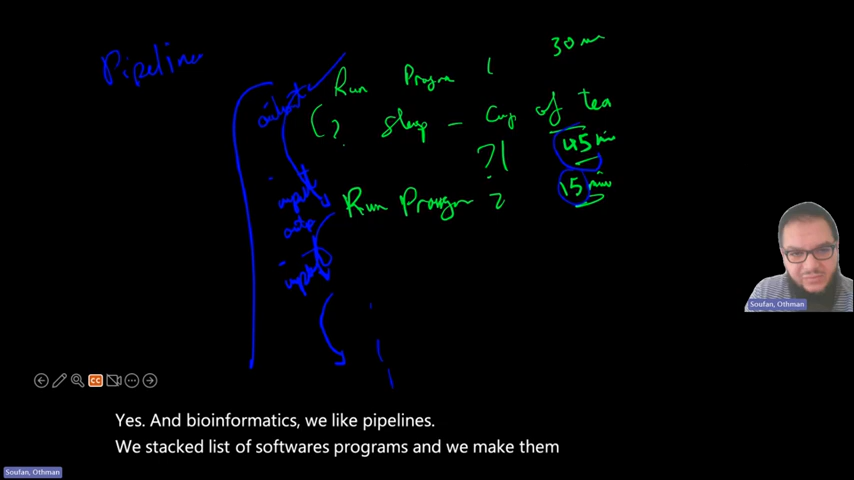 Pipeline
Run Program 1 30 min
output
(? Sleep - Cup of tea
?! 45 min
15 min
input
Run Program 2
output
input
Soufan, Othman
Yes. And bioinformatics, we like pipelines.
We stacked list of softwares programs and we make them
Soufan, Othman